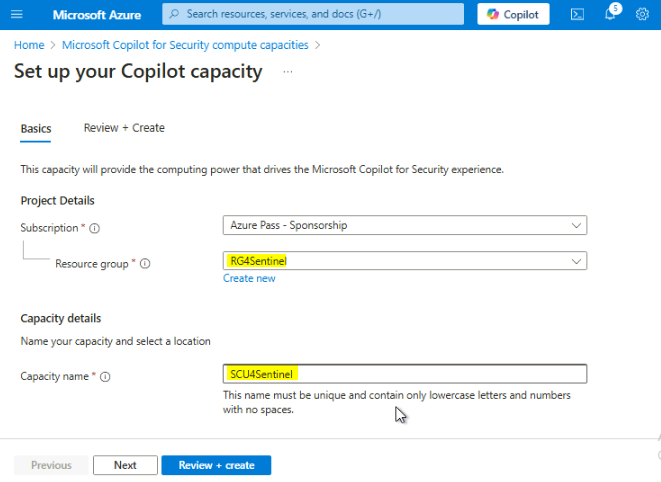 Microsoft Azure Search resources, services, and docs (G+/) Copilot 5
Home > Microsoft Copilot for Security compute capacities >
Set up your Copilot capacity ...
Basics Review + Create
This capacity will provide the computing power that drives the Microsoft Copilot for Security experience.
Project Details
Subscription * Azure Pass - Sponsorship
Resource group * RG4Sentinel
Create new
Capacity details
Name your capacity and select a location
Capacity name * SCU4Sentinel
This name must be unique and contain only lowercase letters and numbers
with no spaces.
Previous Next Review + create